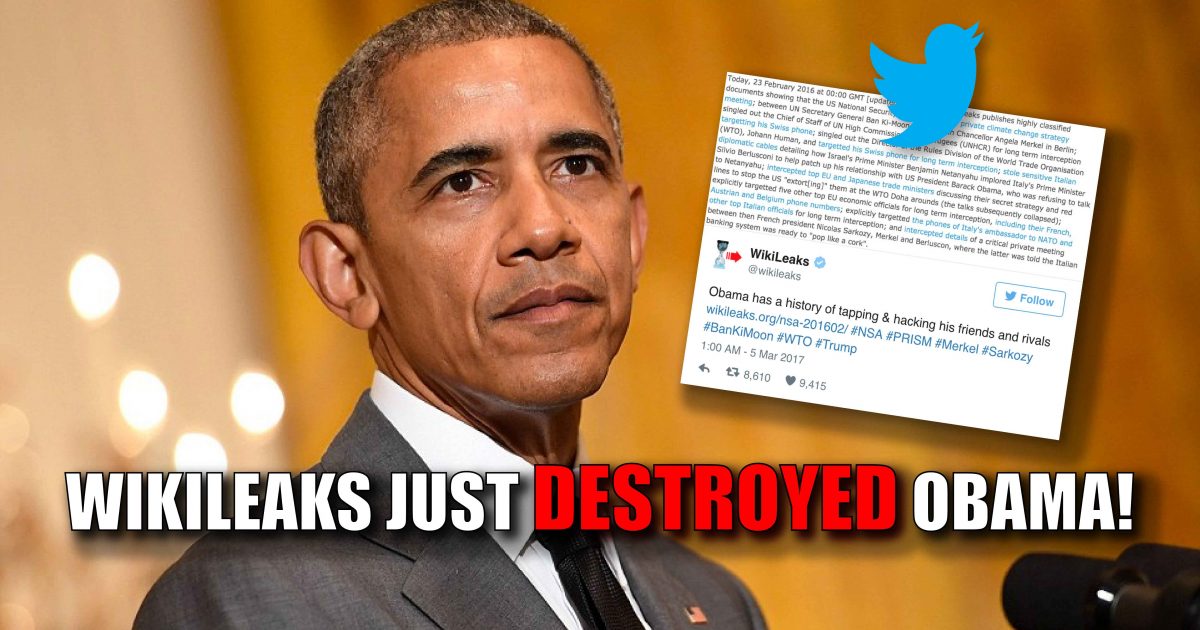 Today, 23 February 2016 at 00:00 GMT [updated eaks publishes highly classified
documents showing that the US National Security private climate change strategy
meeting; between UN Secretary General Ban Ki-Moon Chancellor Angela Merkel in Berlin;
singled out the Chief of Staff of UN High Commiss ugees (UNHCR) for long term interception
targetting his Swiss phone; singled out the Director Rules Division of the World Trade Organisation
(WTO), Johann Human, and targetted his Swiss phone for long term interception; stole sensitive Italian
diplomatic cables detailing how Israel's Prime Minister Benjamin Netanyahu implored Italy's Prime Minister
Silvio Berlusconi to help patch up his relationship with US President Barack Obama, who was refusing to talk
to Netanyahu; intercepted top EU and Japanese trade ministers discussing their secret strategy and red
lines to stop the US "extort[ing]" them at the WTO Doha arounds (the talks subsequently collapsed);
explicitly targetted five other top EU economic officials for long term interception, including their French,
Austrian and Belgium phone numbers; explicitly targetted the phones of Italy's ambassador to NATO and
other top Italian officials for long term interception; and intercepted details of a critical private meeting
between then French president Nicolas Sarkozy, Merkel and Berluscon, where the latter was told the Italian
banking system was ready to "pop like a cork".
WikiLeaks
@wikileaks
Follow
Obama has a history of tapping & hacking his friends and rivals
wikileaks.org/nsa-201602/ #NSA #PRISM #Merkel #Sarkozy
#BanKiMoon #WTO #Trump
1:00 AM - 5 Mar 2017
8,610 9,415
WIKILEAKS JUST DESTROYED OBAMA!